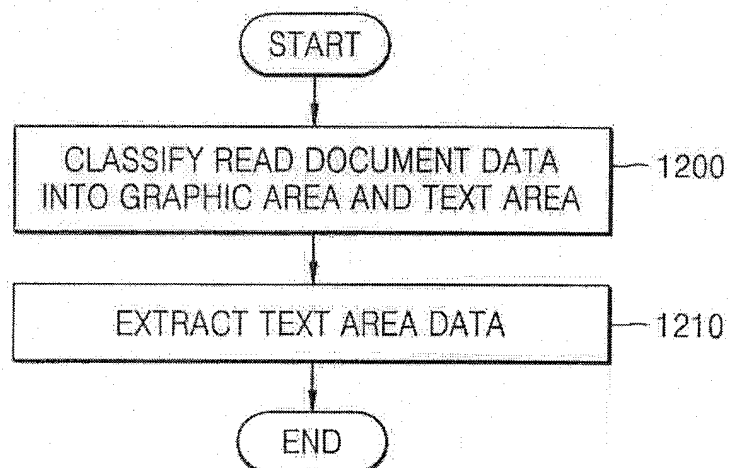 START
CLASSIFY READ DOCUMENT DATA
INTO GRAPHIC AREA AND TEXT AREA
1200
EXTRACT TEXT AREA DATA
1210
END